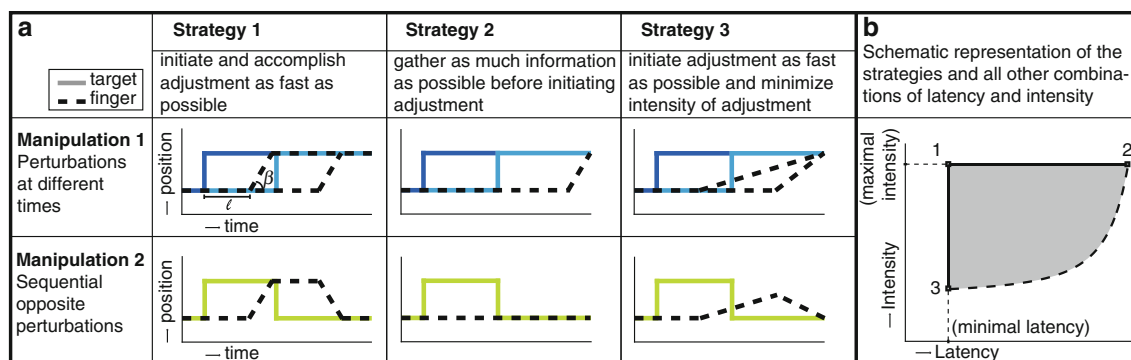 a
Strategy 1
Strategy 2
Strategy 3
target
finger
initiate and accomplish
adjustment as fast as
possible
gather as much information
as possible before initiating
adjustment
initiate adjustment as fast
as possible and minimize
intensity of adjustment
Manipulation 1
Perturbations
at different
times
— position
β
ℓ
— time
Manipulation 2
Sequential
opposite
perturbations
— position
— time
b
Schematic representation of the
strategies and all other combina-
tions of latency and intensity
(maximal
intensity)
— Intensity
1
2
3
(minimal latency)
— Latency